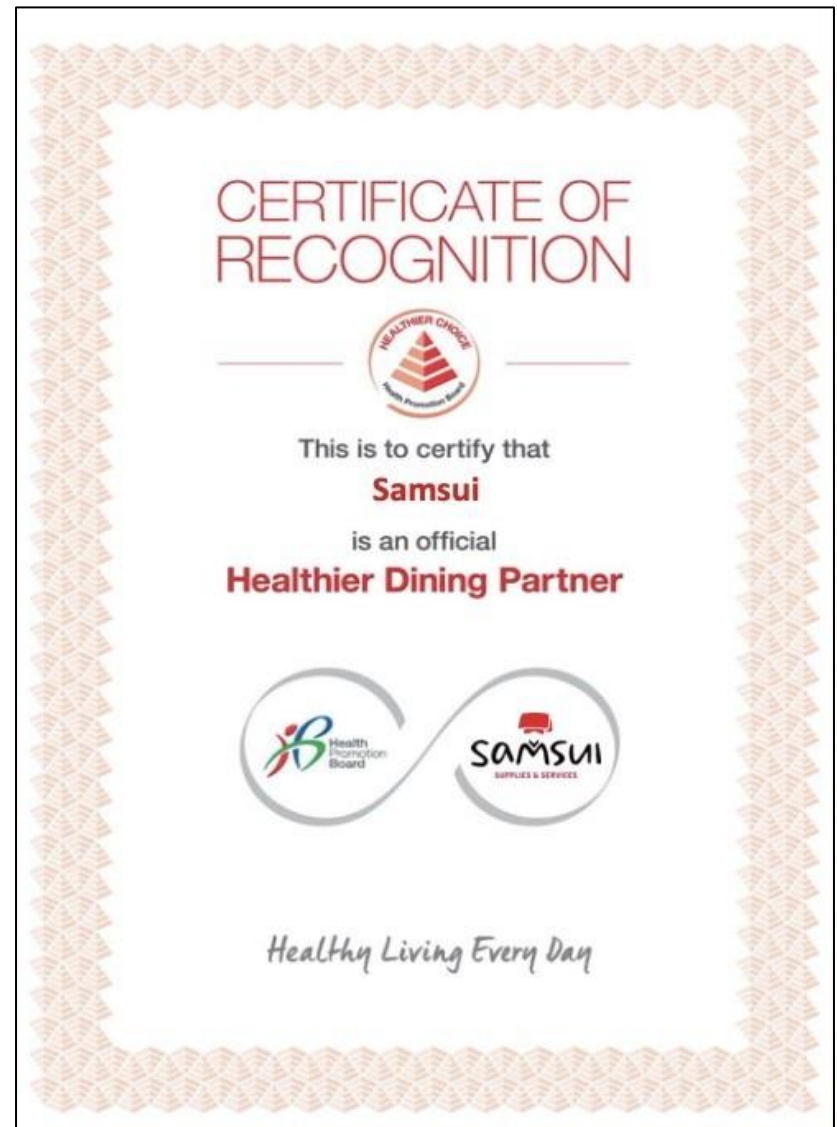 CERTIFICATE OF
RECOGNITION
HEALTHIER CHOICE
Health Promotion Board
This is to certify that
Samsui
is an official
Healthier Dining Partner
Health
Promotion
Board
SAMSUI
SUPPLIES & SERVICES
Healthy Living Every Day